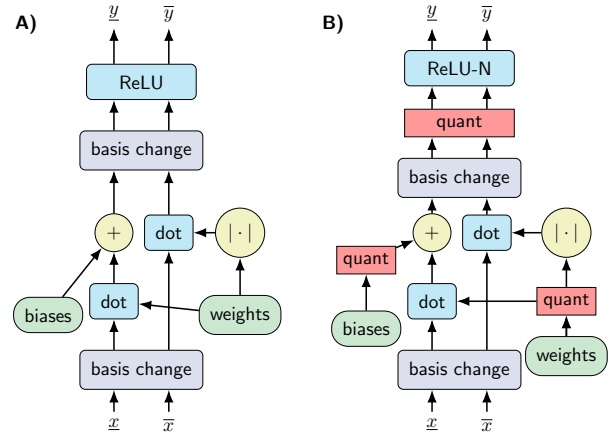 A)
y̲ y̅
ReLU
basis change
+ dot | · |
dot
biases weights
basis change
x̲ x̅
B)
y̲ y̅
ReLU-N
quant
basis change
+ dot | · |
quant
dot quant
biases
weights
basis change
x̲ x̅